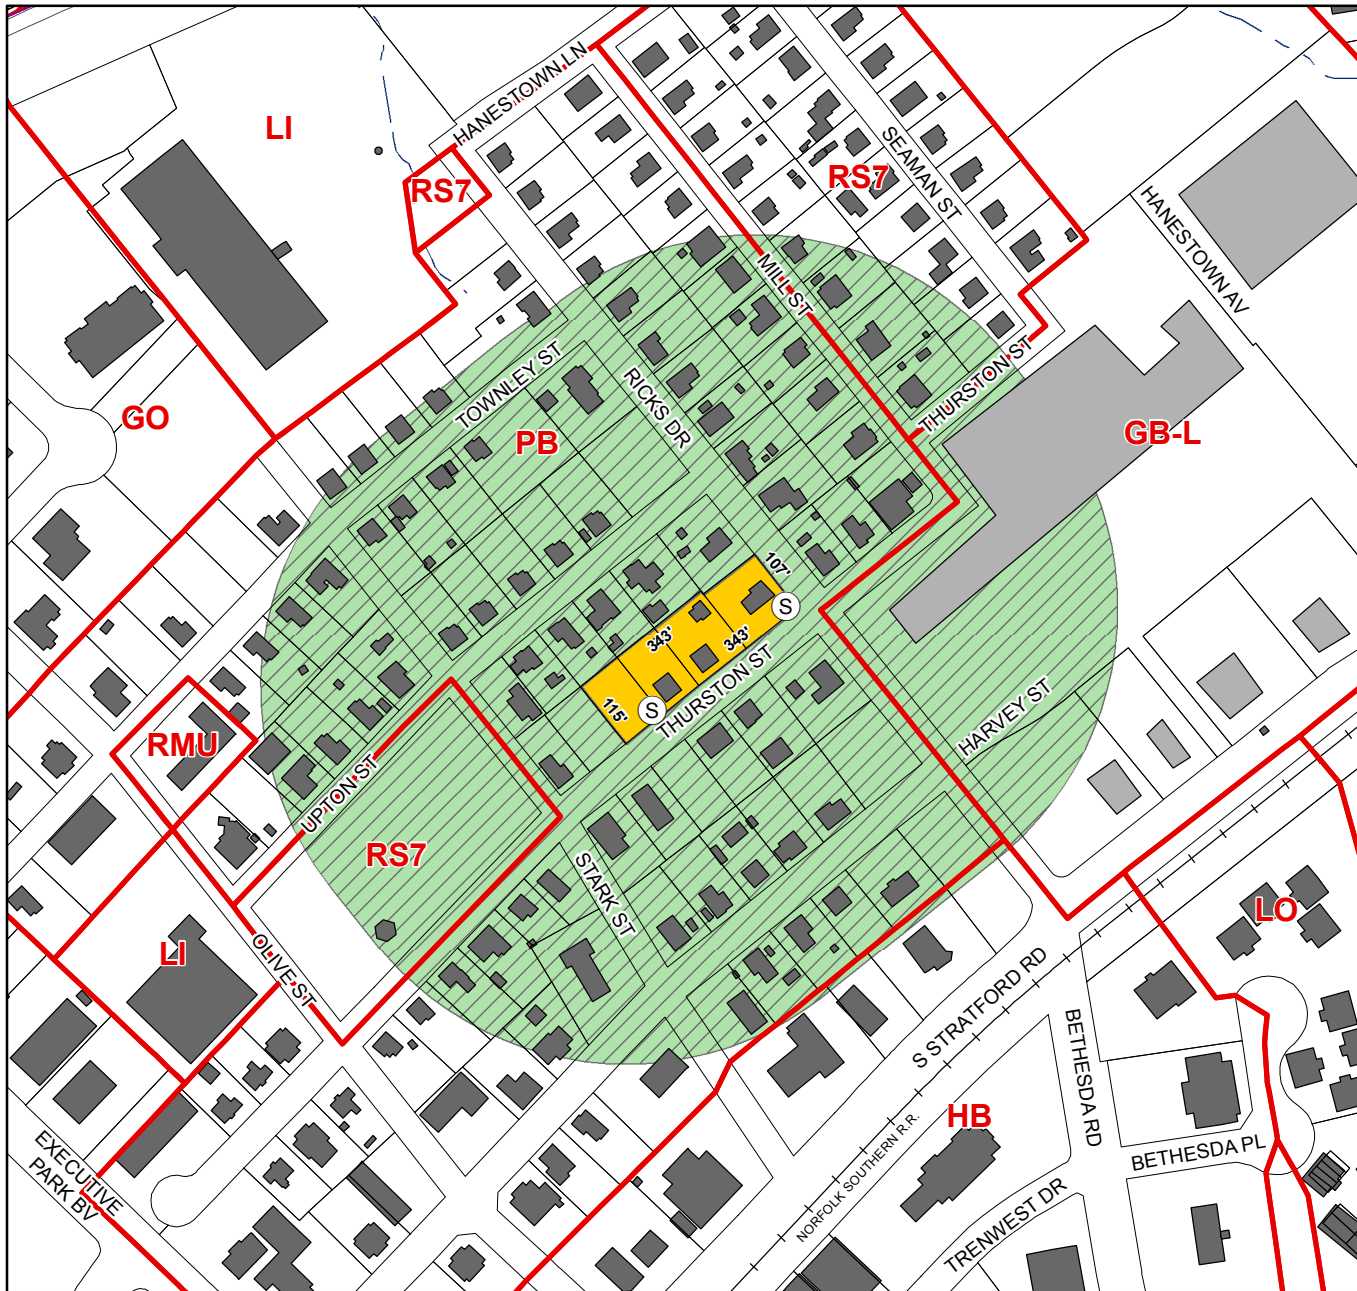 HANESTOWN LN
LI
RS7
SEAMAN ST
RS7
HANESTOWN AV
MILL ST
TOWNLEY ST
RICKS DR
THURSTON ST
GO
PB
GB-L
107'
S
343'
343'
115'
S
THURSTON ST
HARVEY ST
RMU
UPTON ST
RS7
STARK ST
LO
LI
OLIVE ST
S STRATFORD RD
BETHESDA RD
HB
NORFOLK SOUTHERN R.R.
BETHESDA PL
EXECUTIVE
PARK BV
TRENWEST DR